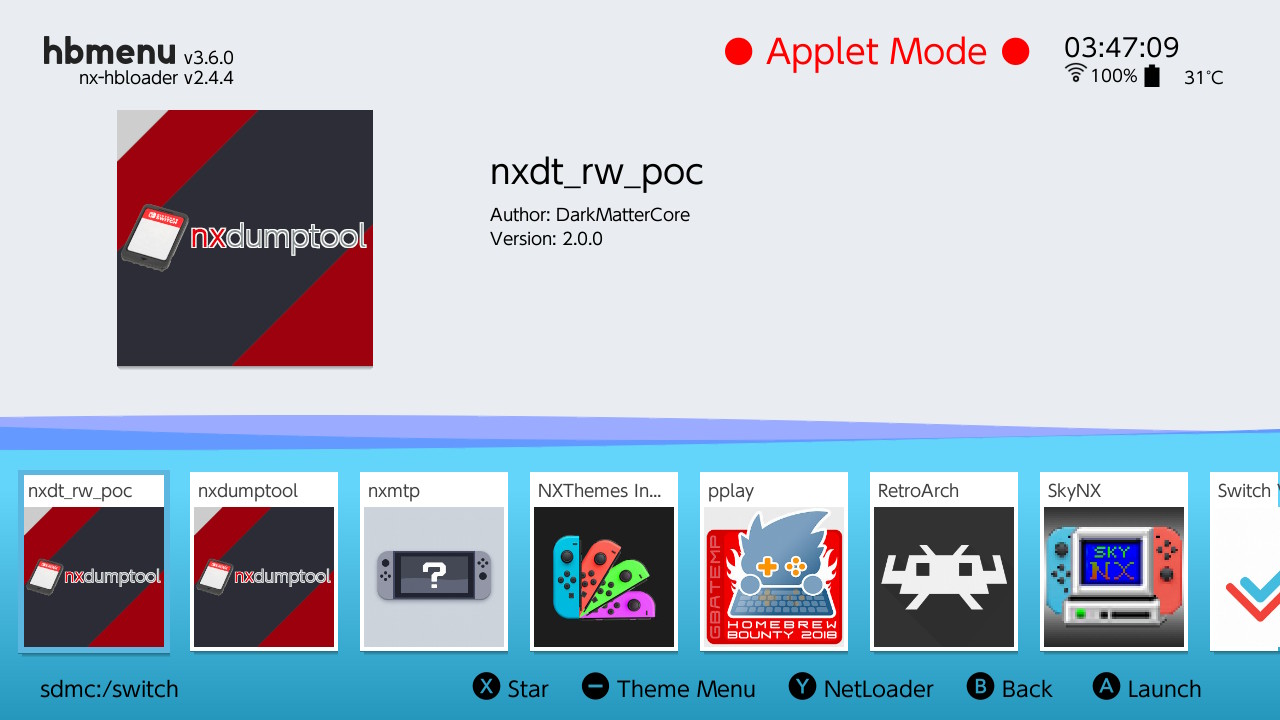 hbmenu v3.6.0
nx-hbloader v2.4.4
Applet Mode
03:47:09
100%
31°C
nxdumptool
nxdt_rw_poc
Author: DarkMatterCore
Version: 2.0.0
nxdt_rw_poc
nxdumptool
nxdumptool
nxdumptool
nxmtp
?
NXThemes In...
pplay
GBATEMP
HOMEBREW
BOUNTY 2018
RetroArch
SkyNX
SKY
NX
Switch
sdmc:/switch
X Star
Theme Menu
Y NetLoader
B Back
A Launch